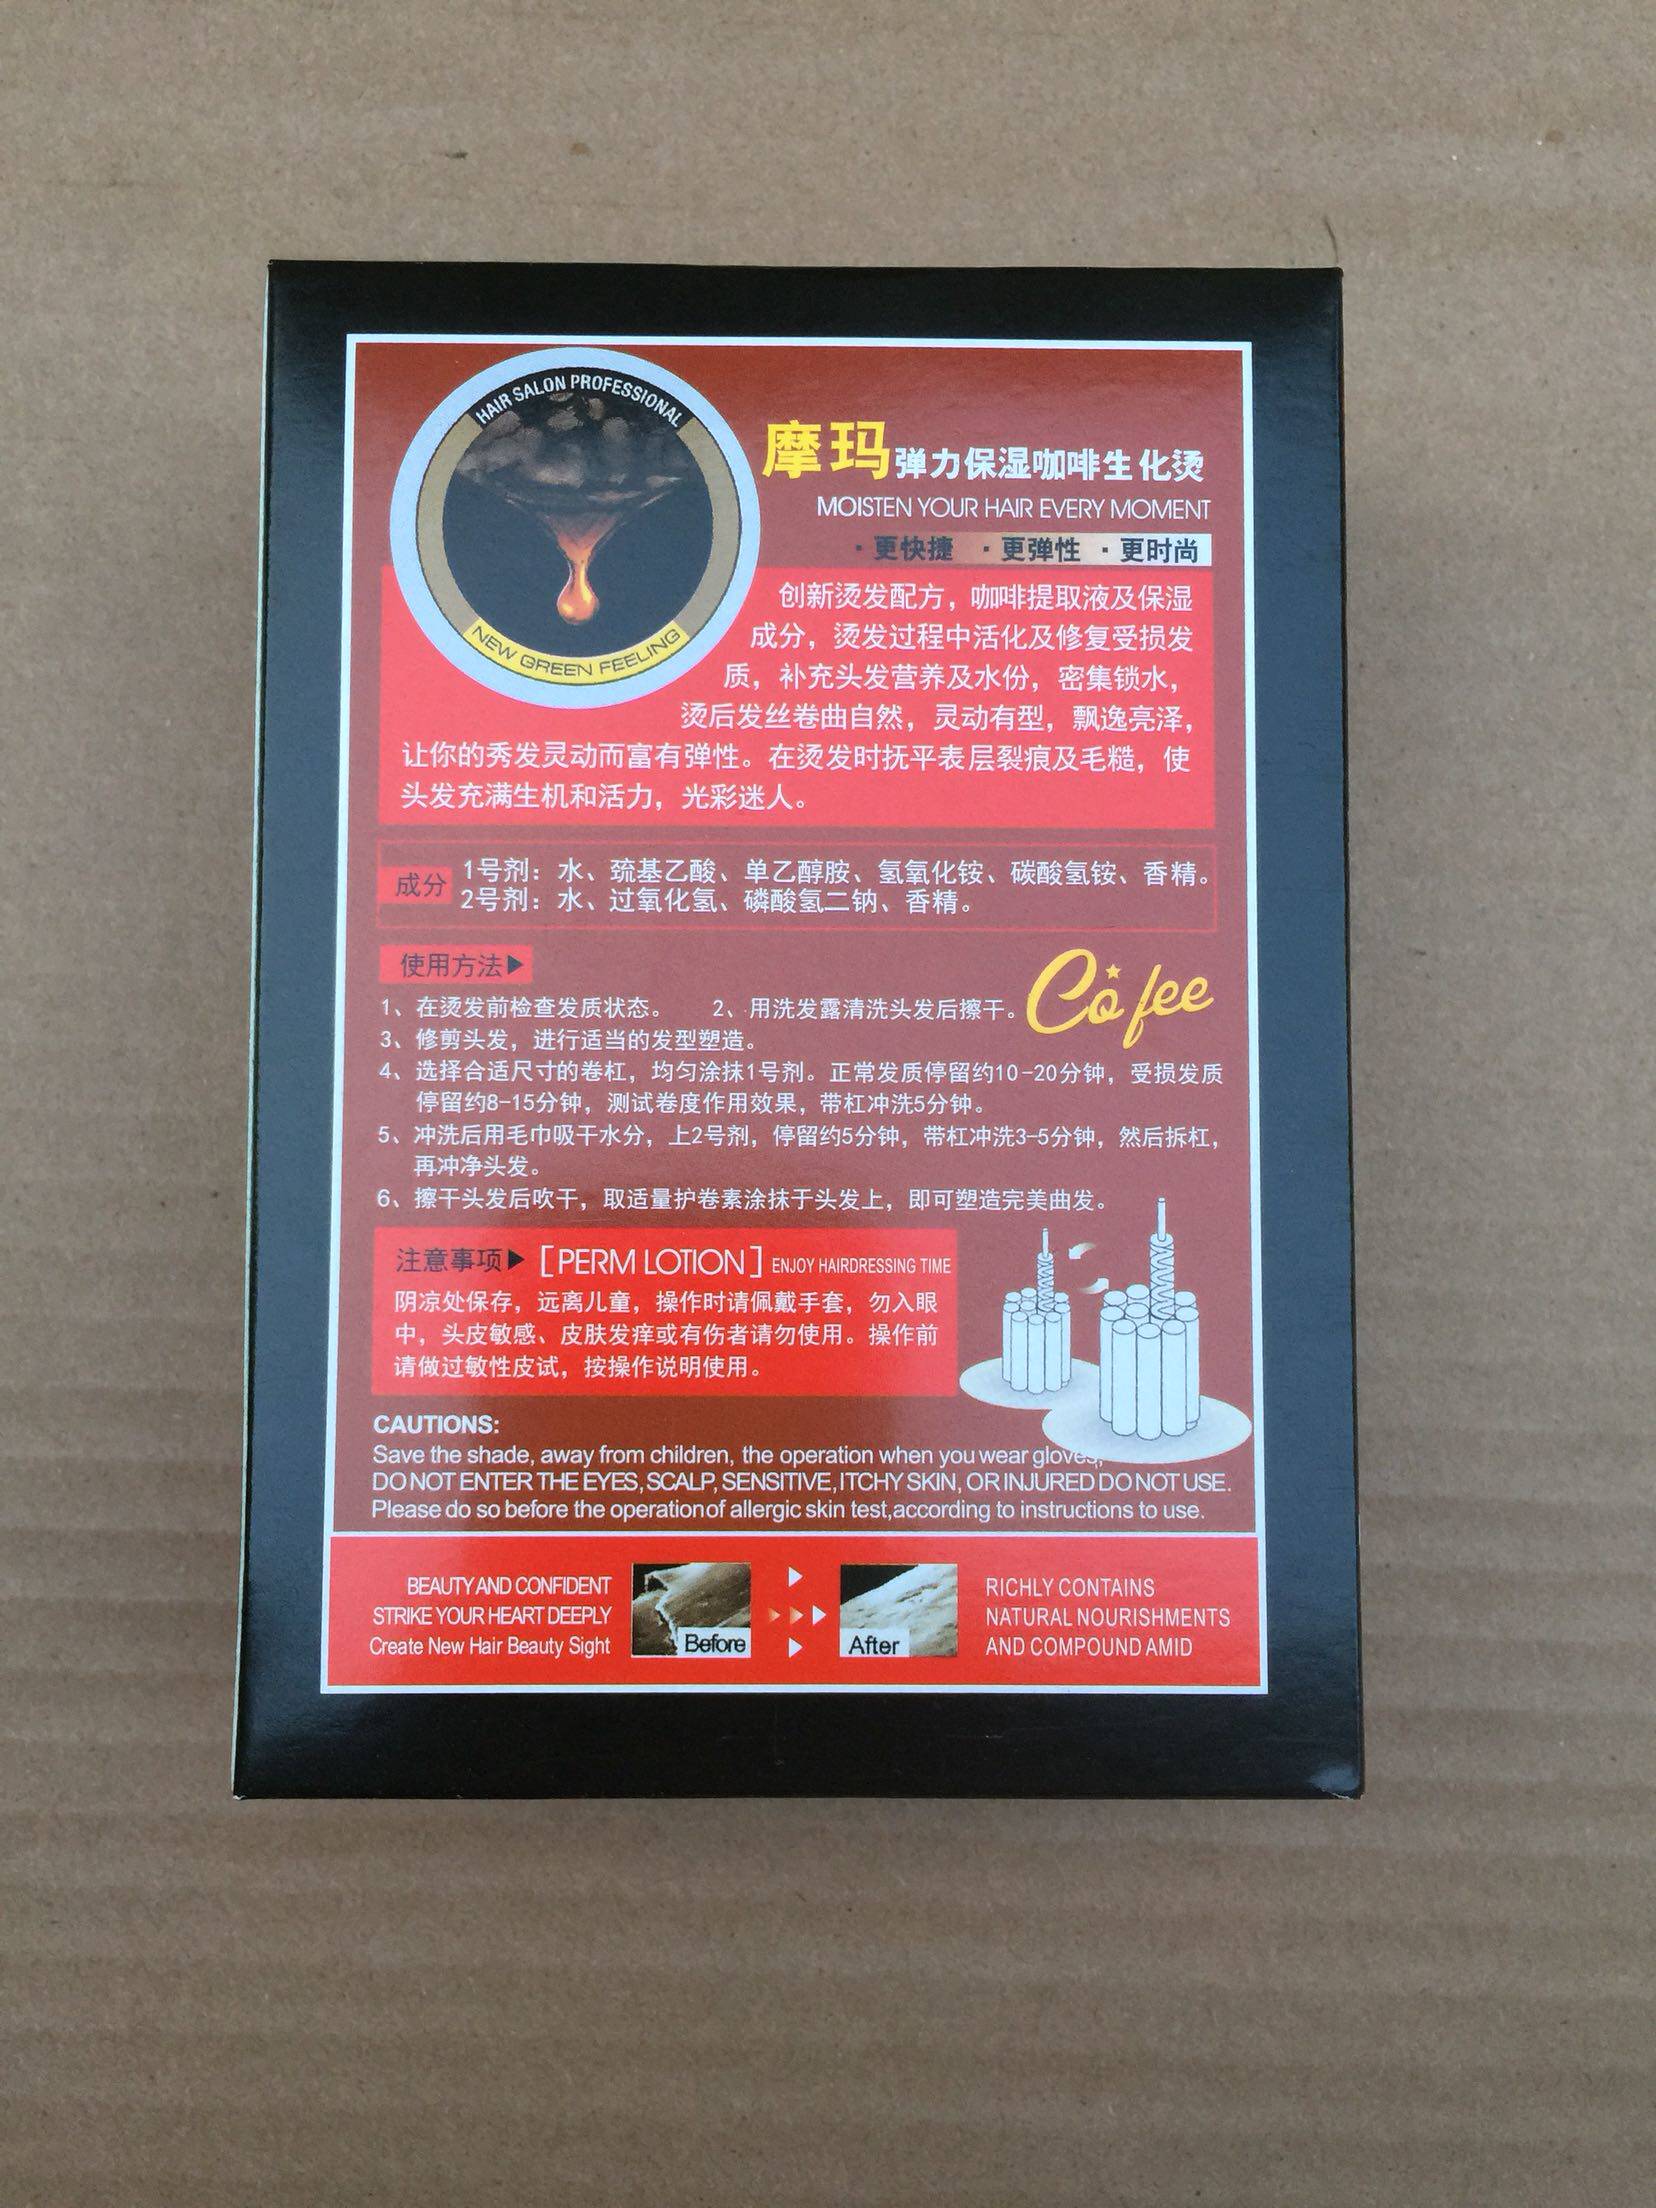 HAIR SALON PROFESSIONAL
NEW GREEN FEELING
摩玛弹力保湿咖啡生化烫
MOISTEN YOUR HAIR EVERY MOMENT
·更快捷 ·更弹性 ·更时尚
创新烫发配方，咖啡提取液及保湿
成分，烫发过程中活化及修复受损发
质，补充头发营养及水份，密集锁水，
烫后发丝卷曲自然，灵动有型，飘逸亮泽，
让你的秀发灵动而富有弹性。在烫发时抚平表层裂痕及毛糙，使
头发充满生机和活力，光彩迷人。
成分
1号剂：水、巯基乙酸、单乙醇胺、氢氧化铵、碳酸氢铵、香精。
2号剂：水、过氧化氢、磷酸氢二钠、香精。
使用方法▶
Cofee
1、在烫发前检查发质状态。 2、用洗发露清洗头发后擦干。
3、修剪头发，进行适当的发型塑造。
4、选择合适尺寸的卷杠，均匀涂抹1号剂。正常发质停留约10-20分钟，受损发质
停留约8-15分钟，测试卷度作用效果，带杠冲洗5分钟。
5、冲洗后用毛巾吸干水分，上2号剂，停留约5分钟，带杠冲洗3-5分钟，然后拆杠，
再冲净头发。
6、擦干头发后吹干，取适量护卷素涂抹于头发上，即可塑造完美曲发。
注意事项▶ [PERM LOTION] ENJOY HAIRDRESSING TIME
阴凉处保存，远离儿童，操作时请佩戴手套，勿入眼
中，头皮敏感、皮肤发痒或有伤者请勿使用。操作前
请做过敏性皮试，按操作说明使用。
CAUTIONS:
Save the shade, away from children, the operation when you wear gloves,
DO NOT ENTER THE EYES, SCALP, SENSITIVE, ITCHY SKIN, OR INJURED DO NOT USE.
Please do so before the operation of allergic skin test,according to instructions to use.
BEAUTY AND CONFIDENT
STRIKE YOUR HEART DEEPLY
Create New Hair Beauty Sight
Before
After
RICHLY CONTAINS
NATURAL NOURISHMENTS
AND COMPOUND AMID